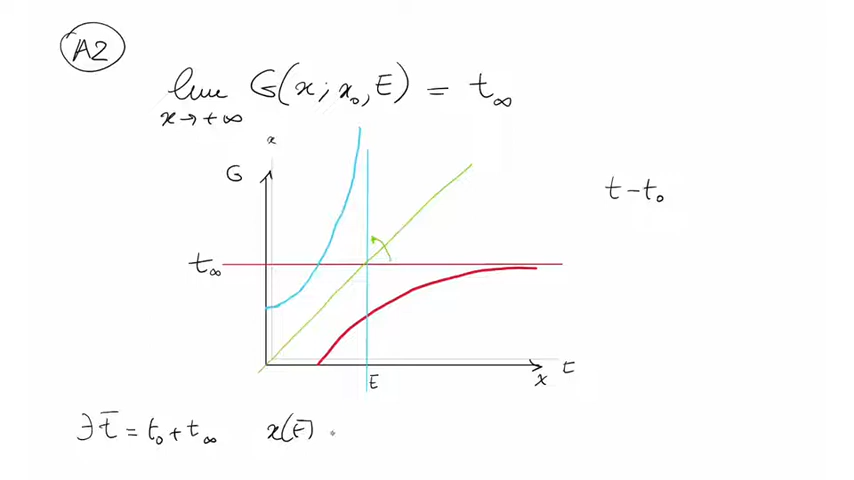 A2
lim G(x; x₀, E) = t∞
x→+∞
x
G
t - t₀
t∞
E
x t
∃ t̄ = t₀ + t∞ x(t̄)